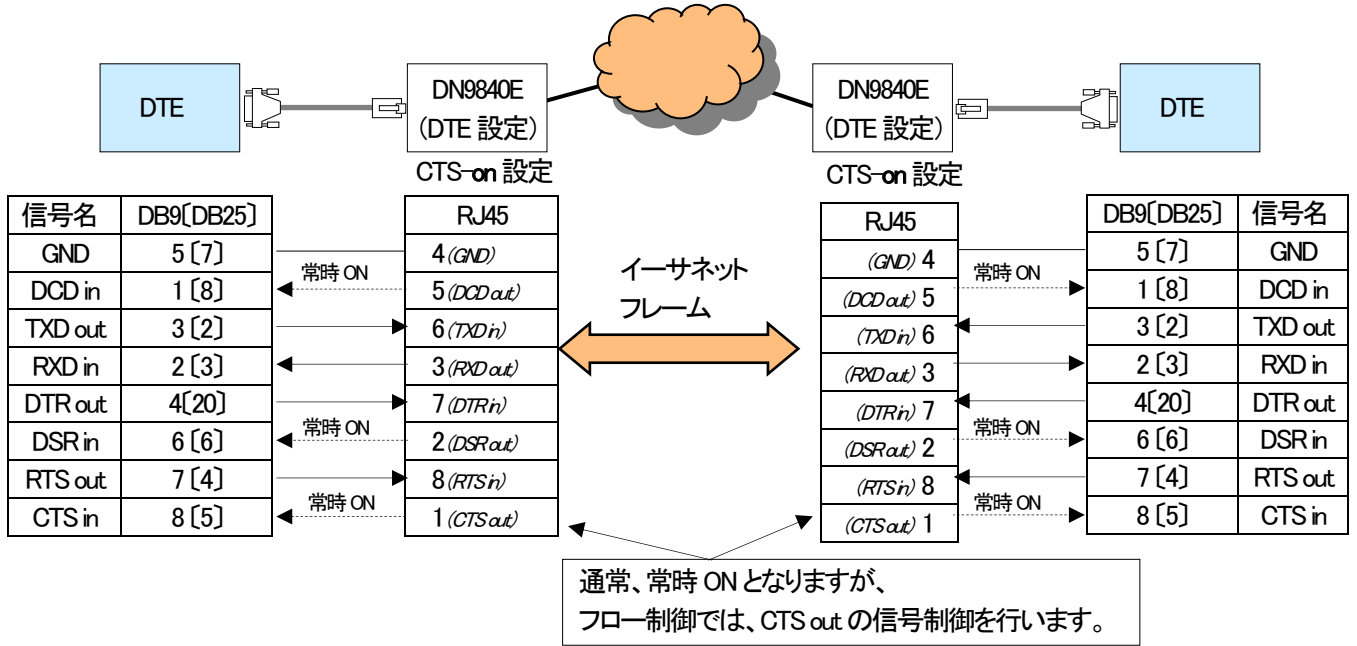 DTE
DN9840E
(DTE 設定)
CTS-on 設定
DN9840E
(DTE 設定)
CTS-on 設定
DTE
信号名 DB9[DB25]
GND 5[7]
DCD in 1[8]
TXD out 3[2]
RXD in 2[3]
DTR out 4[20]
DSR in 6[6]
RTS out 7[4]
CTS in 8[5]
常時 ON
常時 ON
常時 ON
RJ45
4(GND)
5(DCD out)
6(TXD in)
3(RXD out)
7(DTR in)
2(DSR out)
8(RTS in)
1(CTS out)
イーサネット
フレーム
RJ45
(GND) 4
(DCD out) 5
(TXD in) 6
(RXD out) 3
(DTR in) 7
(DSR out) 2
(RTS in) 8
(CTS out) 1
常時 ON
常時 ON
常時 ON
DB9[DB25] 信号名
5[7] GND
1[8] DCD in
3[2] TXD out
2[3] RXD in
4[20] DTR out
6[6] DSR in
7[4] RTS out
8[5] CTS in
通常、常時 ON となりますが、
フロー制御では、CTS out の信号制御を行います。